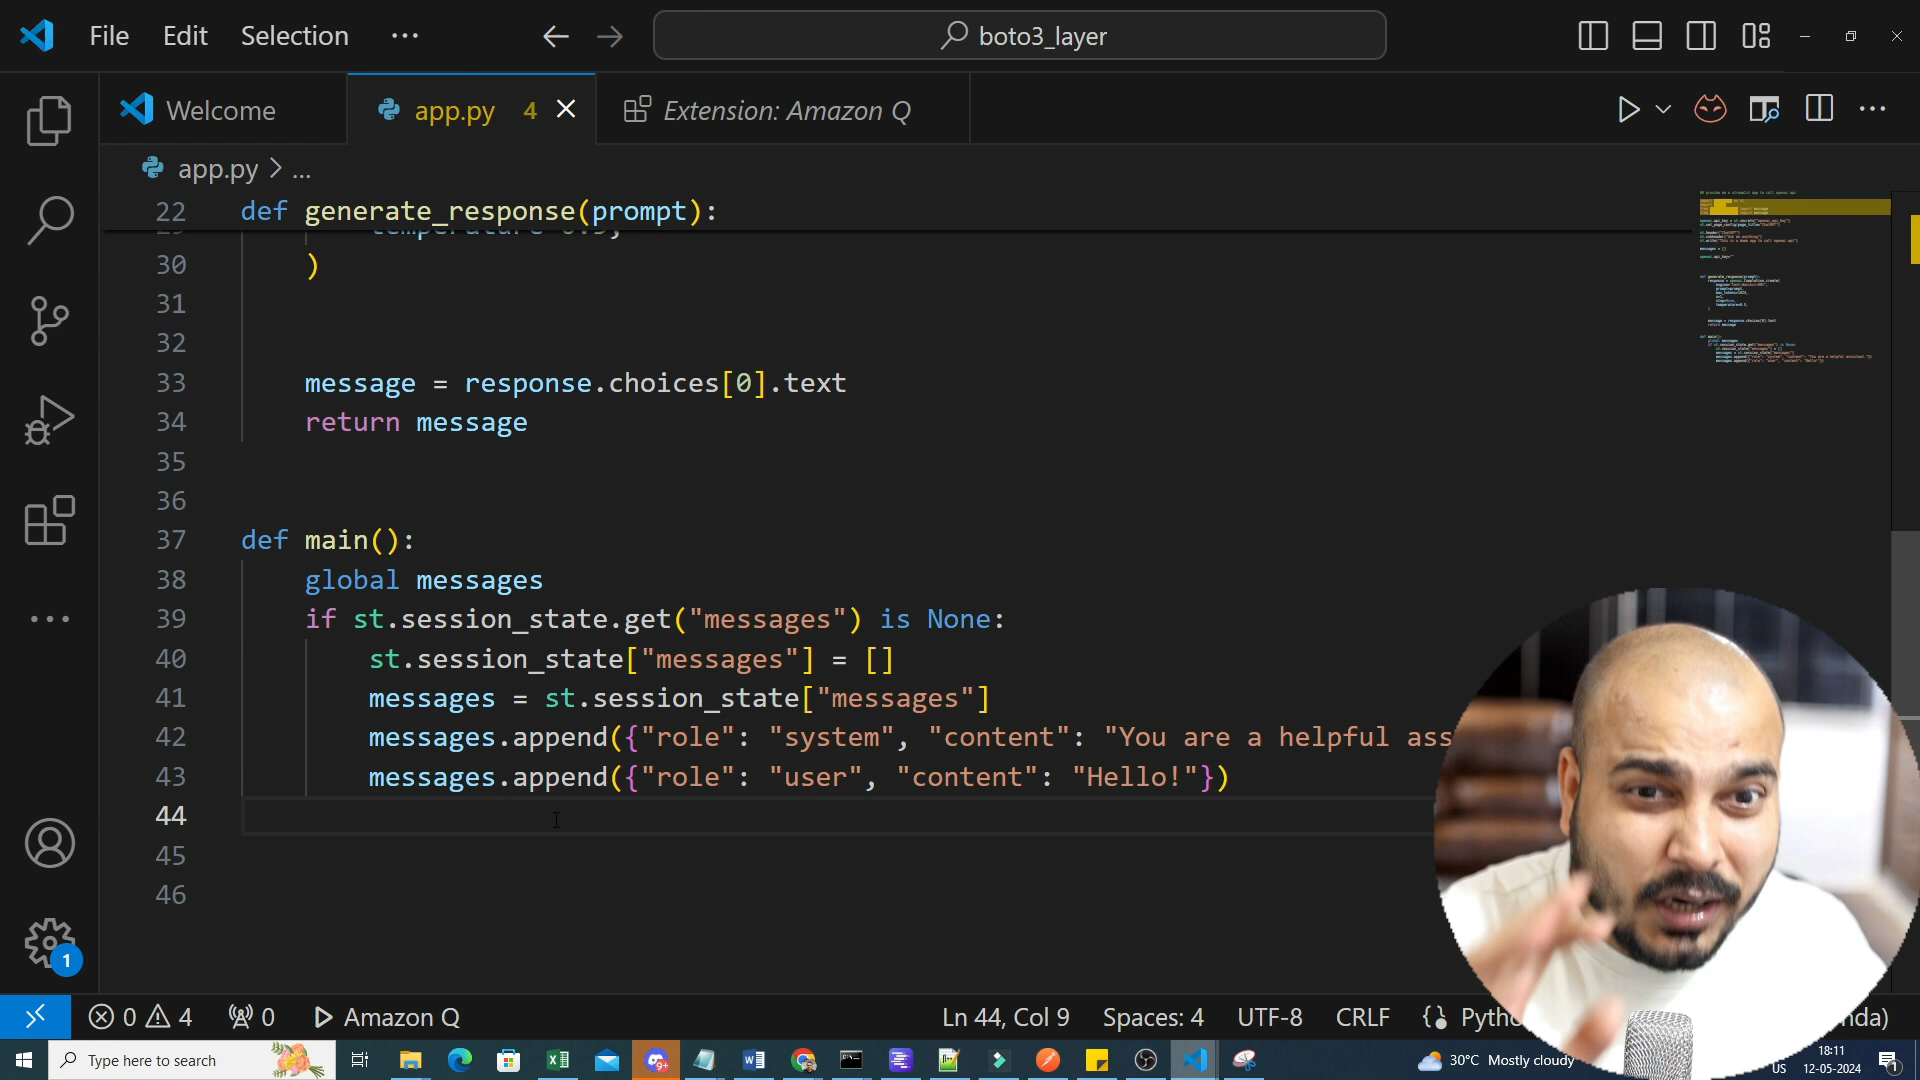 File Edit Selection ··· boto3_layer
Welcome app.py 4 Extension: Amazon Q
app.py > ...
22 def generate_response(prompt):
30 )
31
32
33 message = response.choices[0].text
34 return message
35
36
37 def main():
38 global messages
39 if st.session_state.get("messages") is None:
40 st.session_state["messages"] = []
41 messages = st.session_state["messages"]
42 messages.append({"role": "system", "content": "You are a helpful ass
43 messages.append({"role": "user", "content": "Hello!"})
44
45
46
1
0 4 0 Amazon Q Ln 44, Col 9 Spaces: 4 UTF-8 CRLF
Type here to search 9+ 30°C Mostly cloudy US 18:11
12-05-2024 1